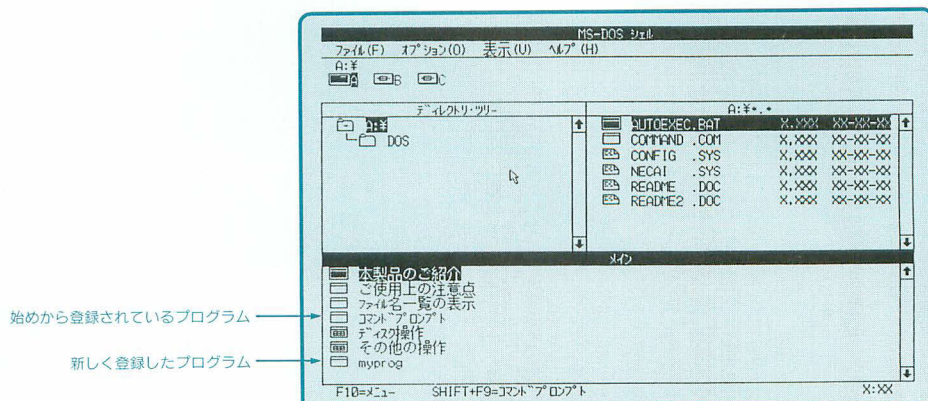 MS-DOS シェル
ファイル(F) オプション(O) 表示(U) ヘルプ(H)
A:¥
A B C
ディレクトリ・ツリー
A:¥
DOS
A:¥*.*
AUTOEXEC.BAT X,XXX XX-XX-XX
COMMAND .COM X,XXX XX-XX-XX
CONFIG .SYS X,XXX XX-XX-XX
NECAI .SYS X,XXX XX-XX-XX
README .DOC X,XXX XX-XX-XX
README2 .DOC X,XXX XX-XX-XX
メイン
本製品のご紹介
ご使用上の注意点
ファイル名一覧の表示
始めから登録されているプログラム
コマンドプロンプト
ディスク操作
その他の操作
新しく登録したプログラム
myprog
F10=メニュー SHIFT+F9=コマンドプロンプト X:XX